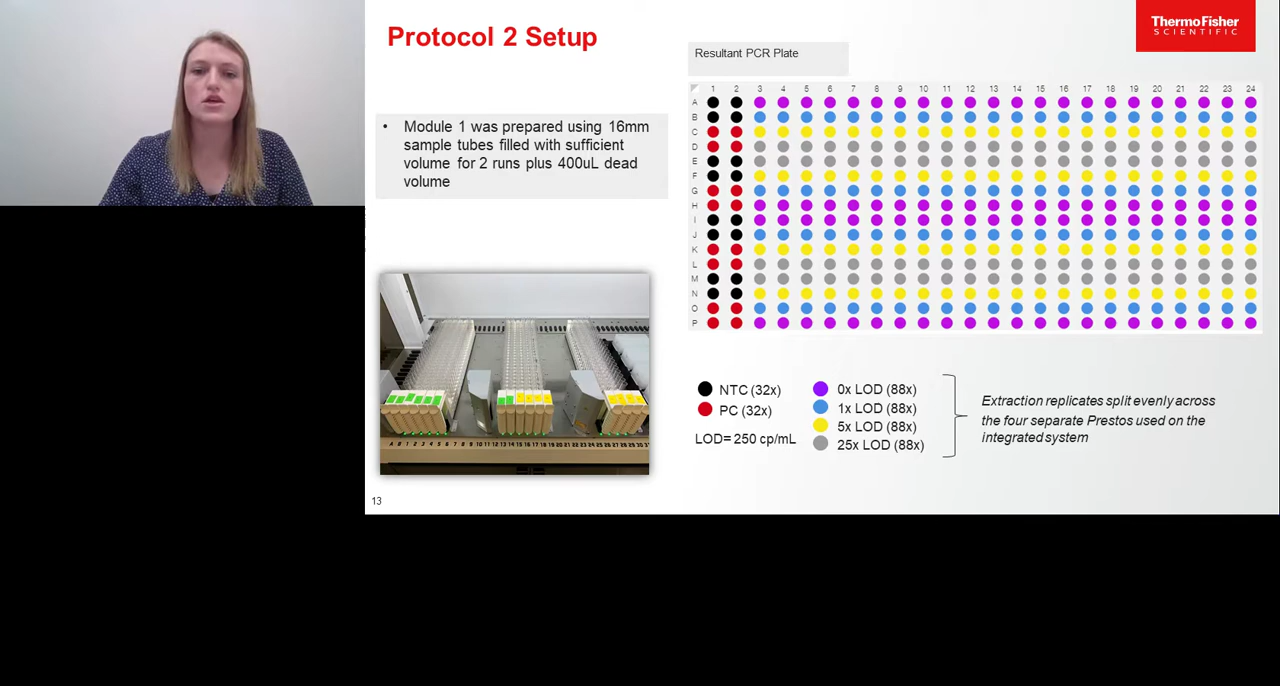 Protocol 2 Setup
ThermoFisher
SCIENTIFIC
• Module 1 was prepared using 16mm
sample tubes filled with sufficient
volume for 2 runs plus 400uL dead
volume
Resultant PCR Plate
1 2 3 4 5 6 7 8 9 10 11 12 13 14 15 16 17 18 19 20 21 22 23 24
A
B
C
D
E
F
G
H
I
J
K
L
M
N
O
P
NTC (32x)
PC (32x)
LOD= 250 cp/mL
0x LOD (88x)
1x LOD (88x)
5x LOD (88x)
25x LOD (88x)
Extraction replicates split evenly across
the four separate Prestos used on the
integrated system
13